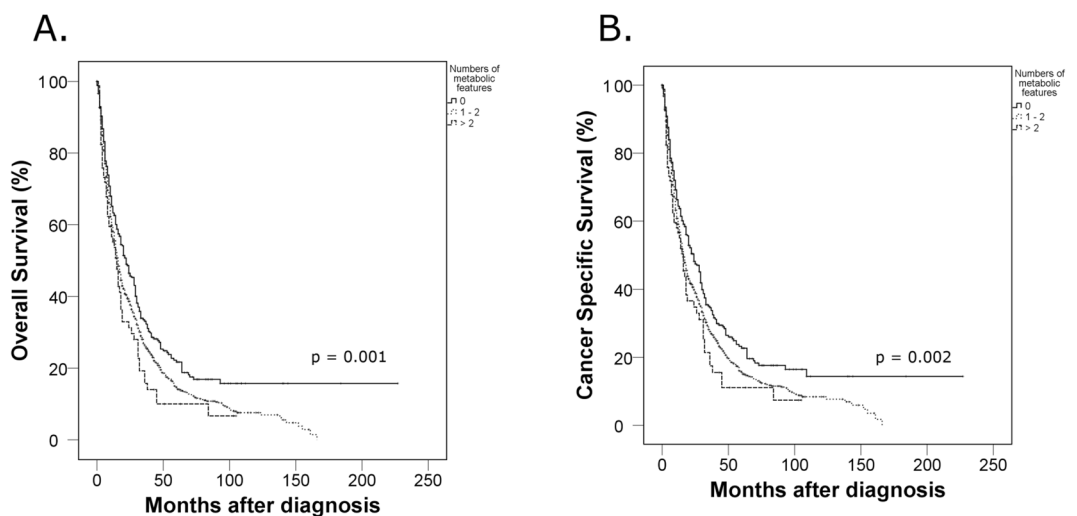 A.
Overall Survival (%)
100
80
60
40
20
0
0 50 100 150 200 250
Months after diagnosis
p = 0.001
Numbers of
metabolic
features
0
1 - 2
> 2
B.
Cancer Specific Survival (%)
100
80
60
40
20
0
0 50 100 150 200 250
Months after diagnosis
p = 0.002
Numbers of
metabolic
features
0
1 - 2
> 2